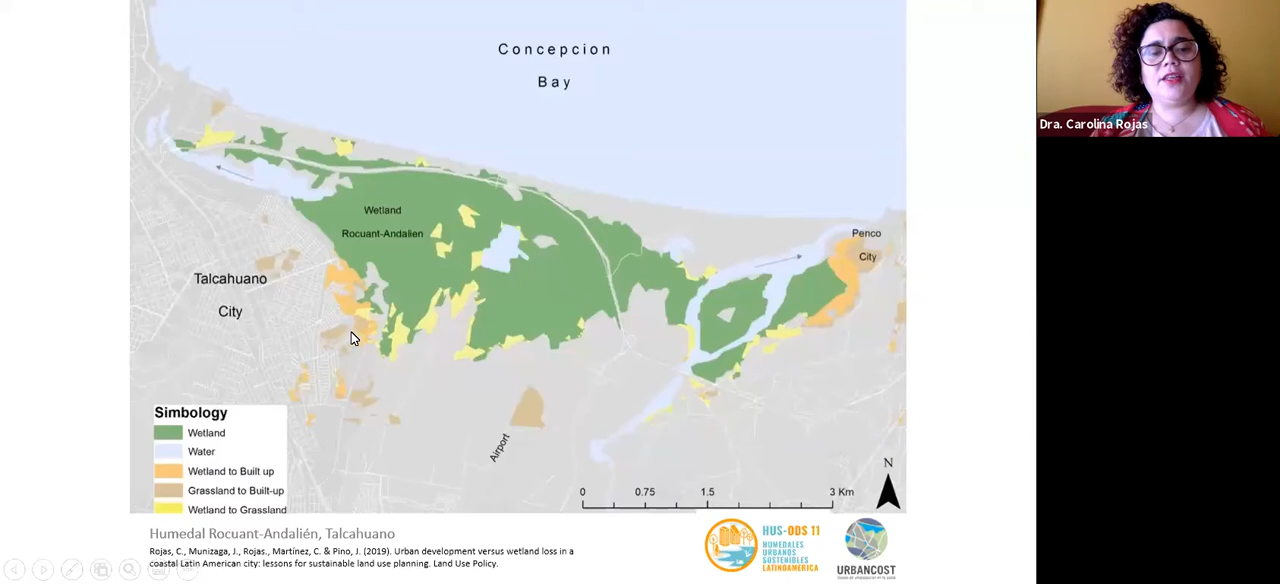 Concepcion
Bay
Dra. Carolina Rojas
Wetland
Rocuant-Andalien
Penco
City
Talcahuano
City
Airport
Simbology
Wetland
Water
Wetland to Built up
Grassland to Built-up
Wetland to Grassland
N
0 0.75 1.5 3 Km
Humedal Rocuant-Andalién, Talcahuano
Rojas, C., Munizaga, J., Rojas., Martínez, C. & Pino, J. (2019). Urban development versus wetland loss in a
coastal Latin American city: lessons for sustainable land use planning. Land Use Policy.
HUS-ODS 11
HUMEDALES
URBANOS
SOSTENIBLES
LATINOAMERICA
URBANCOST